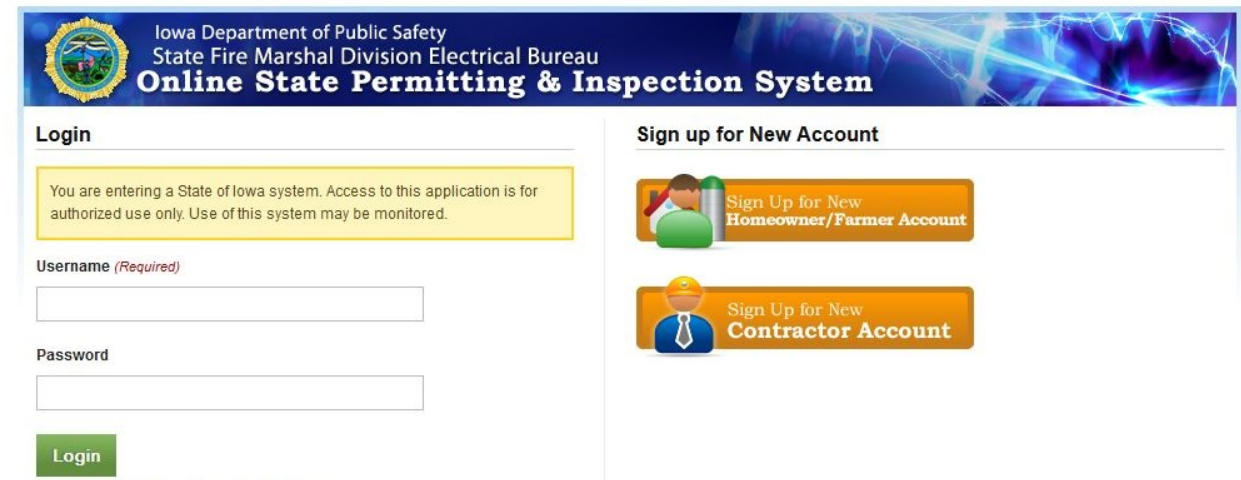 Iowa Department of Public Safety
State Fire Marshal Division Electrical Bureau
Online State Permitting & Inspection System
Login
You are entering a State of Iowa system. Access to this application is for
authorized use only. Use of this system may be monitored.
Username (Required)
Password
Login
Sign up for New Account
Sign Up for New
Homeowner/Farmer Account
Sign Up for New
Contractor Account